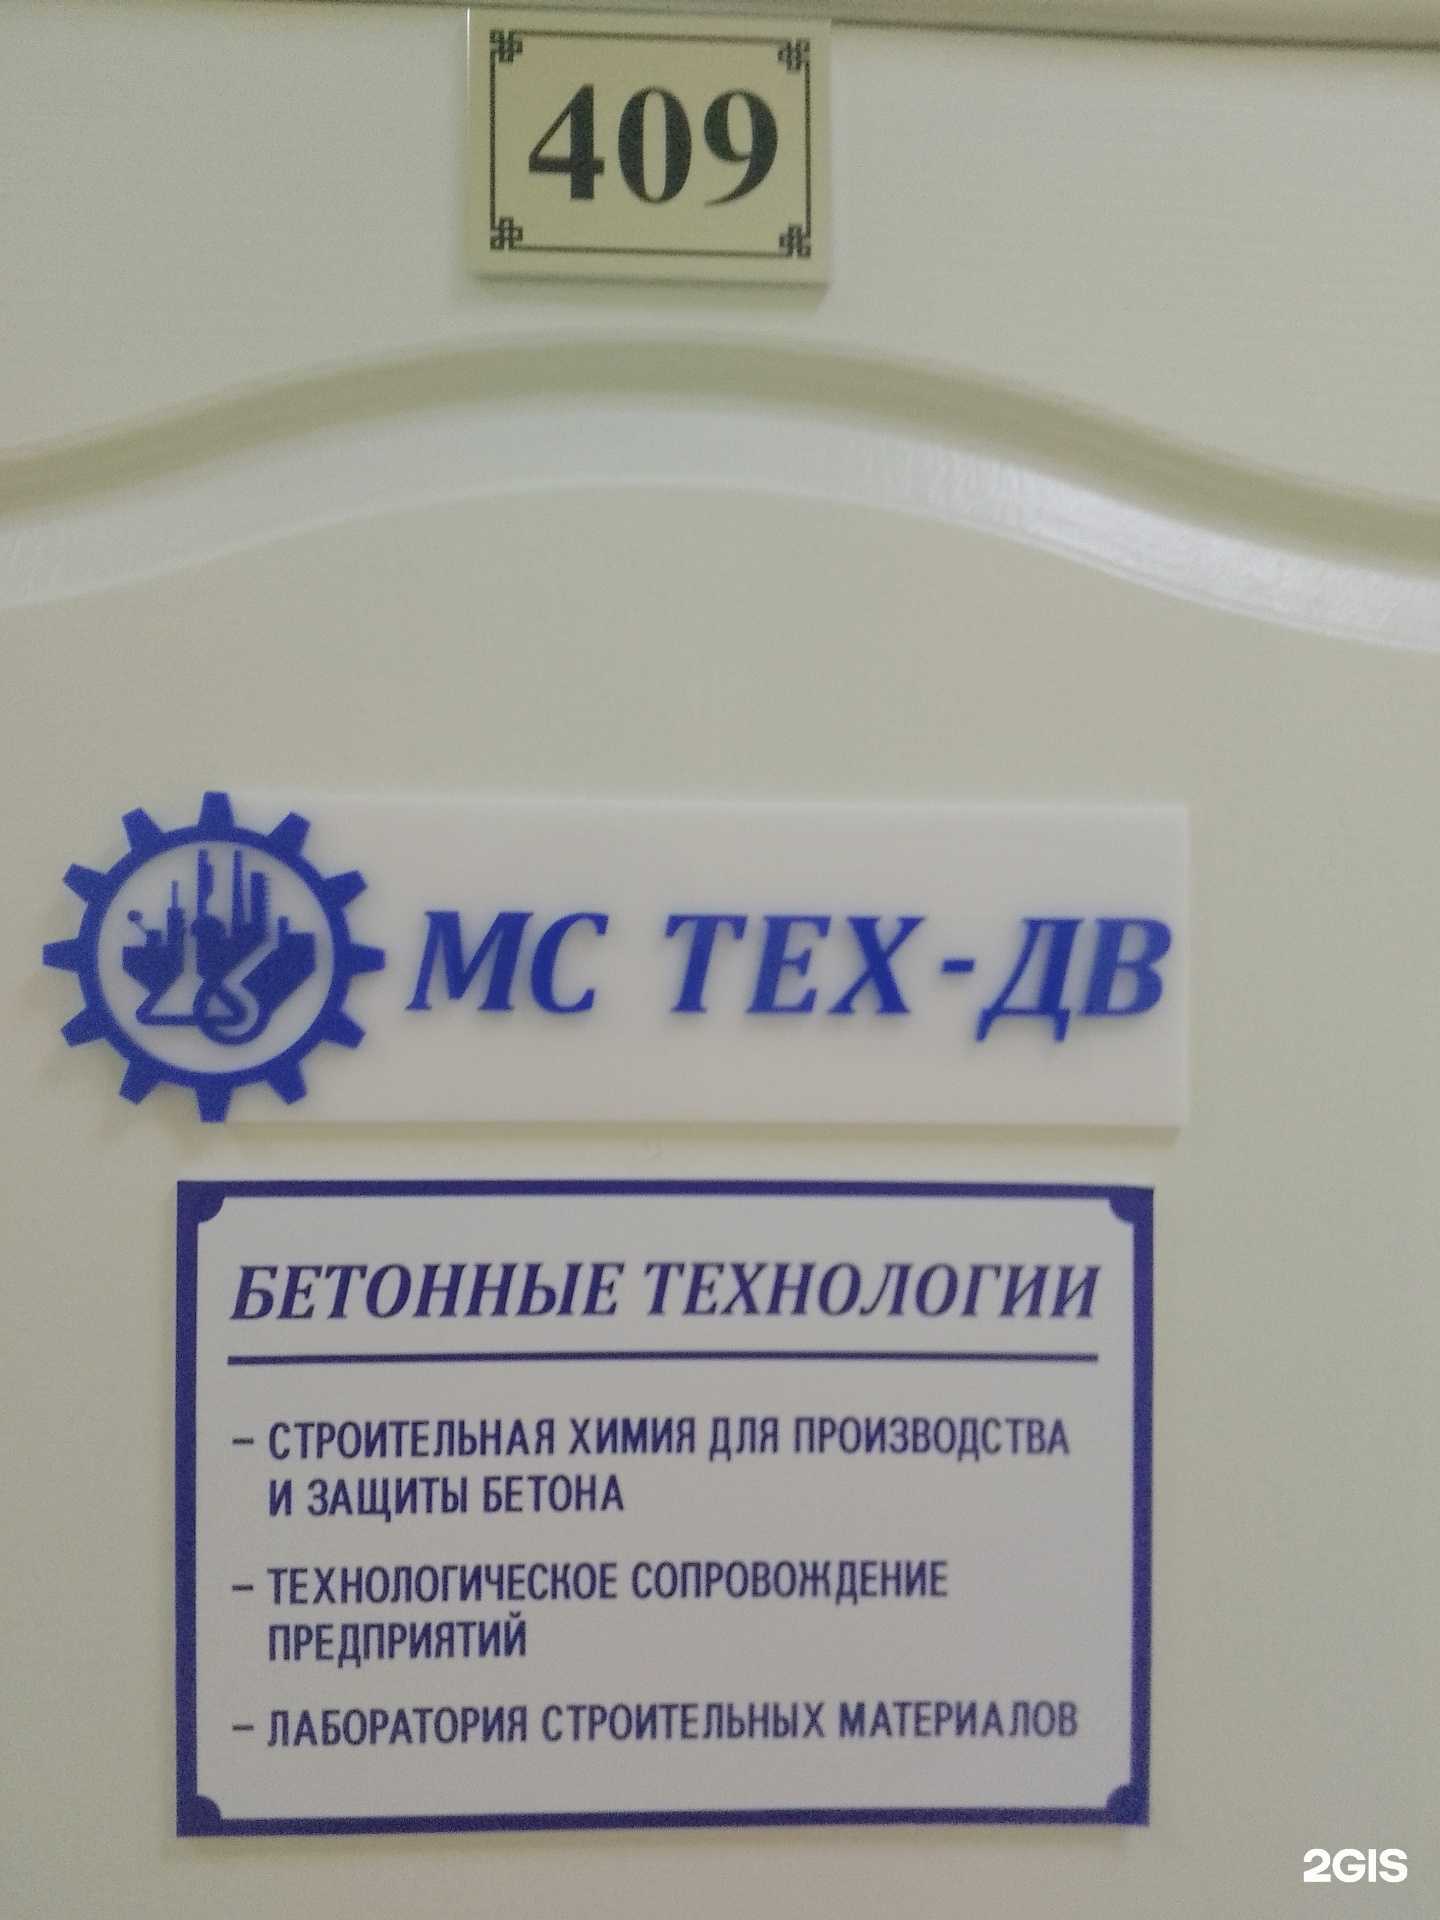 409
МС ТЕХ-ДВ
БЕТОННЫЕ ТЕХНОЛОГИИ
– СТРОИТЕЛЬНАЯ ХИМИЯ ДЛЯ ПРОИЗВОДСТВА
И ЗАЩИТЫ БЕТОНА
– ТЕХНОЛОГИЧЕСКОЕ СОПРОВОЖДЕНИЕ
ПРЕДПРИЯТИЙ
– ЛАБОРАТОРИЯ СТРОИТЕЛЬНЫХ МАТЕРИАЛОВ
2GIS